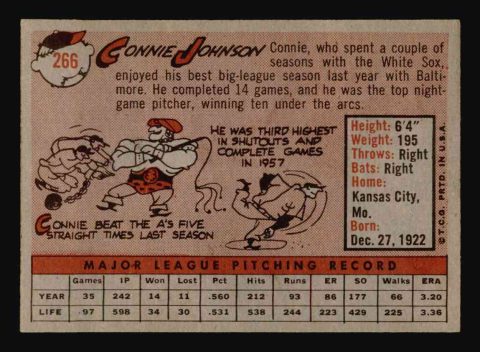 266
CONNIE JOHNSON
Connie, who spent a couple of
seasons with the White Sox,
enjoyed his best big-league season last year with Balti-
more. He completed 14 games, and he was the top night-
game pitcher, winning ten under the arcs.
HE WAS THIRD HIGHEST
IN SHUTOUTS AND
COMPLETE GAMES
IN 1957
CONNIE BEAT THE A'S FIVE
STRAIGHT TIMES LAST SEASON
Height: 6'4"
Weight: 195
Throws: Right
Bats: Right
Home:
Kansas City,
Mo.
Born:
Dec. 27, 1922
© T.C.G. PRTD. IN U.S.A.
MAJOR LEAGUE PITCHING RECORD
Games IP Won Lost Pct Hits Runs ER SO Walks ERA
YEAR 35 242 14 11 .560 212 93 86 177 66 3.20
LIFE 97 598 34 30 .531 538 244 223 429 225 3.36